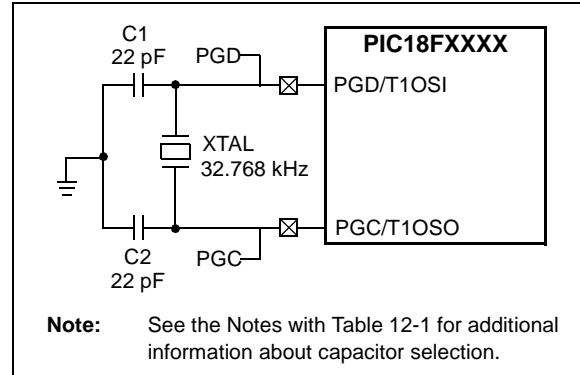 C1
22 pF
PGD
PIC18FXXXX
PGD/T1OSI
XTAL
32.768 kHz
PGC/T1OSO
C2
22 pF
PGC
Note: See the Notes with Table 12-1 for additional
information about capacitor selection.